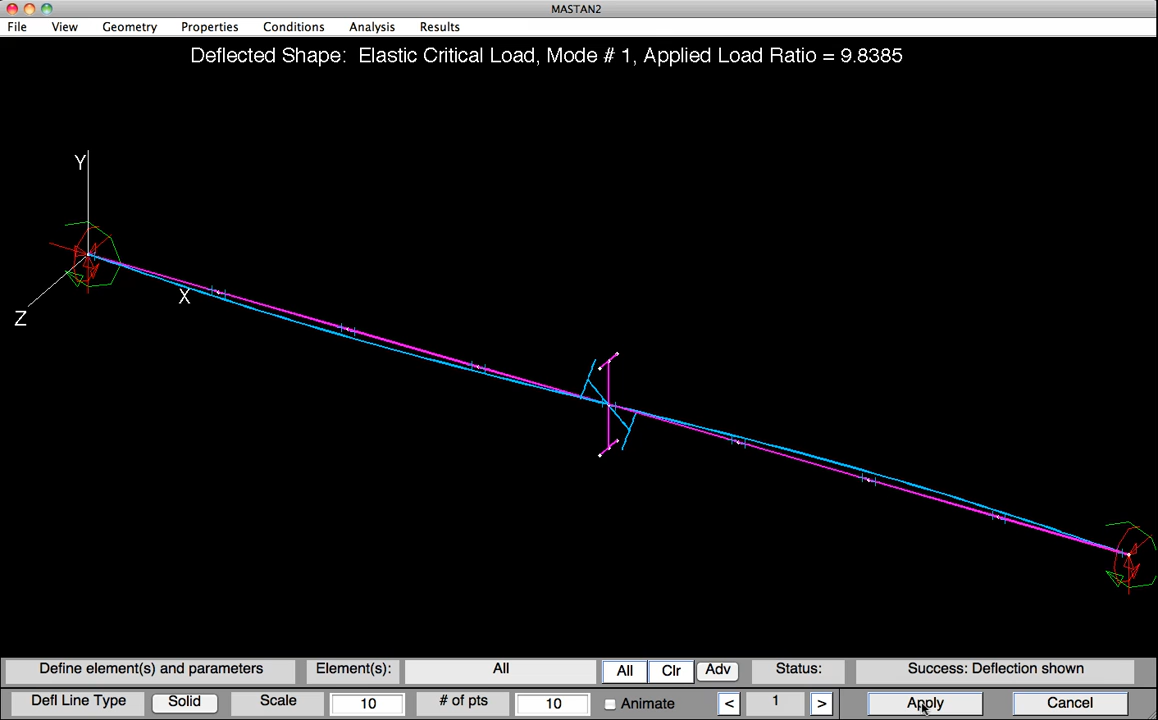 MASTAN2
File View Geometry Properties Conditions Analysis Results
Deflected Shape: Elastic Critical Load, Mode # 1, Applied Load Ratio = 9.8385
Y
X
Z
Define element(s) and parameters Element(s): All All Clr Adv Status: Success: Deflection shown
Defl Line Type Solid Scale 10 # of pts 10 Animate < 1 > Apply Cancel